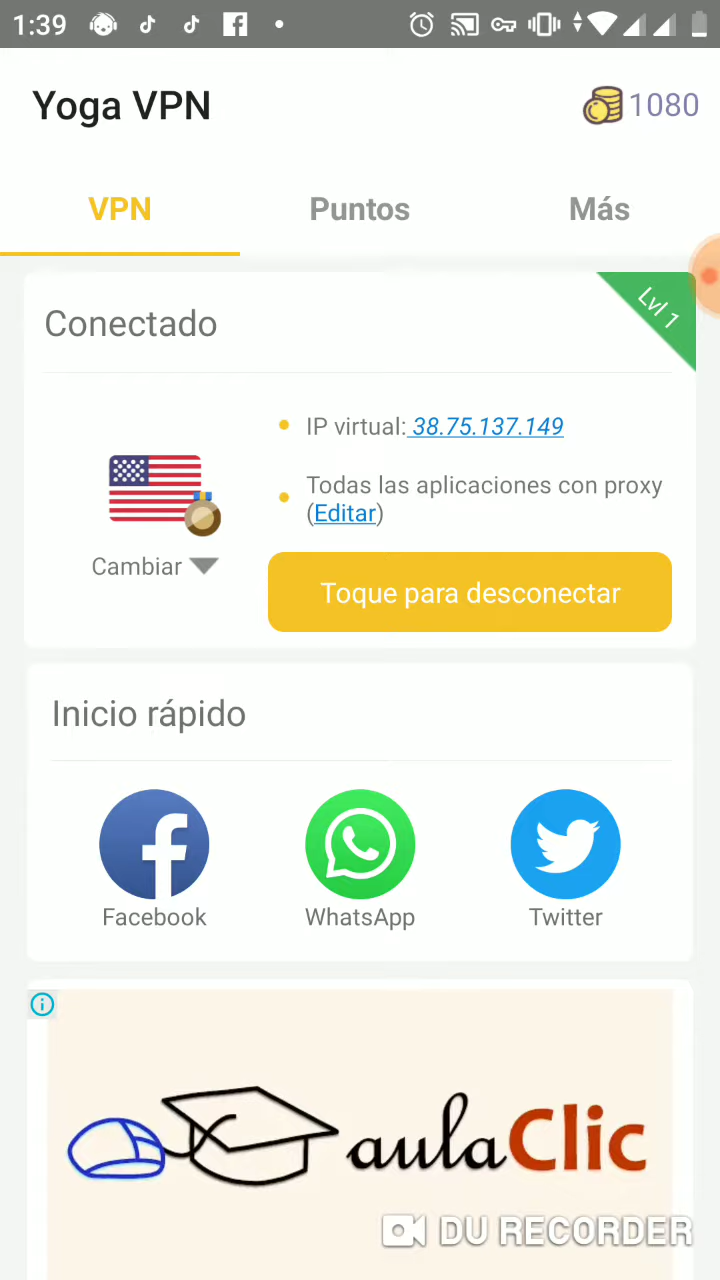 1:39
Yoga VPN
1080
VPN
Puntos
Más
Conectado
Lvl 1
IP virtual: 38.75.137.149
Todas las aplicaciones con proxy
(Editar)
Cambiar
Toque para desconectar
Inicio rápido
Facebook
WhatsApp
Twitter
aulaClic
DU RECORDER